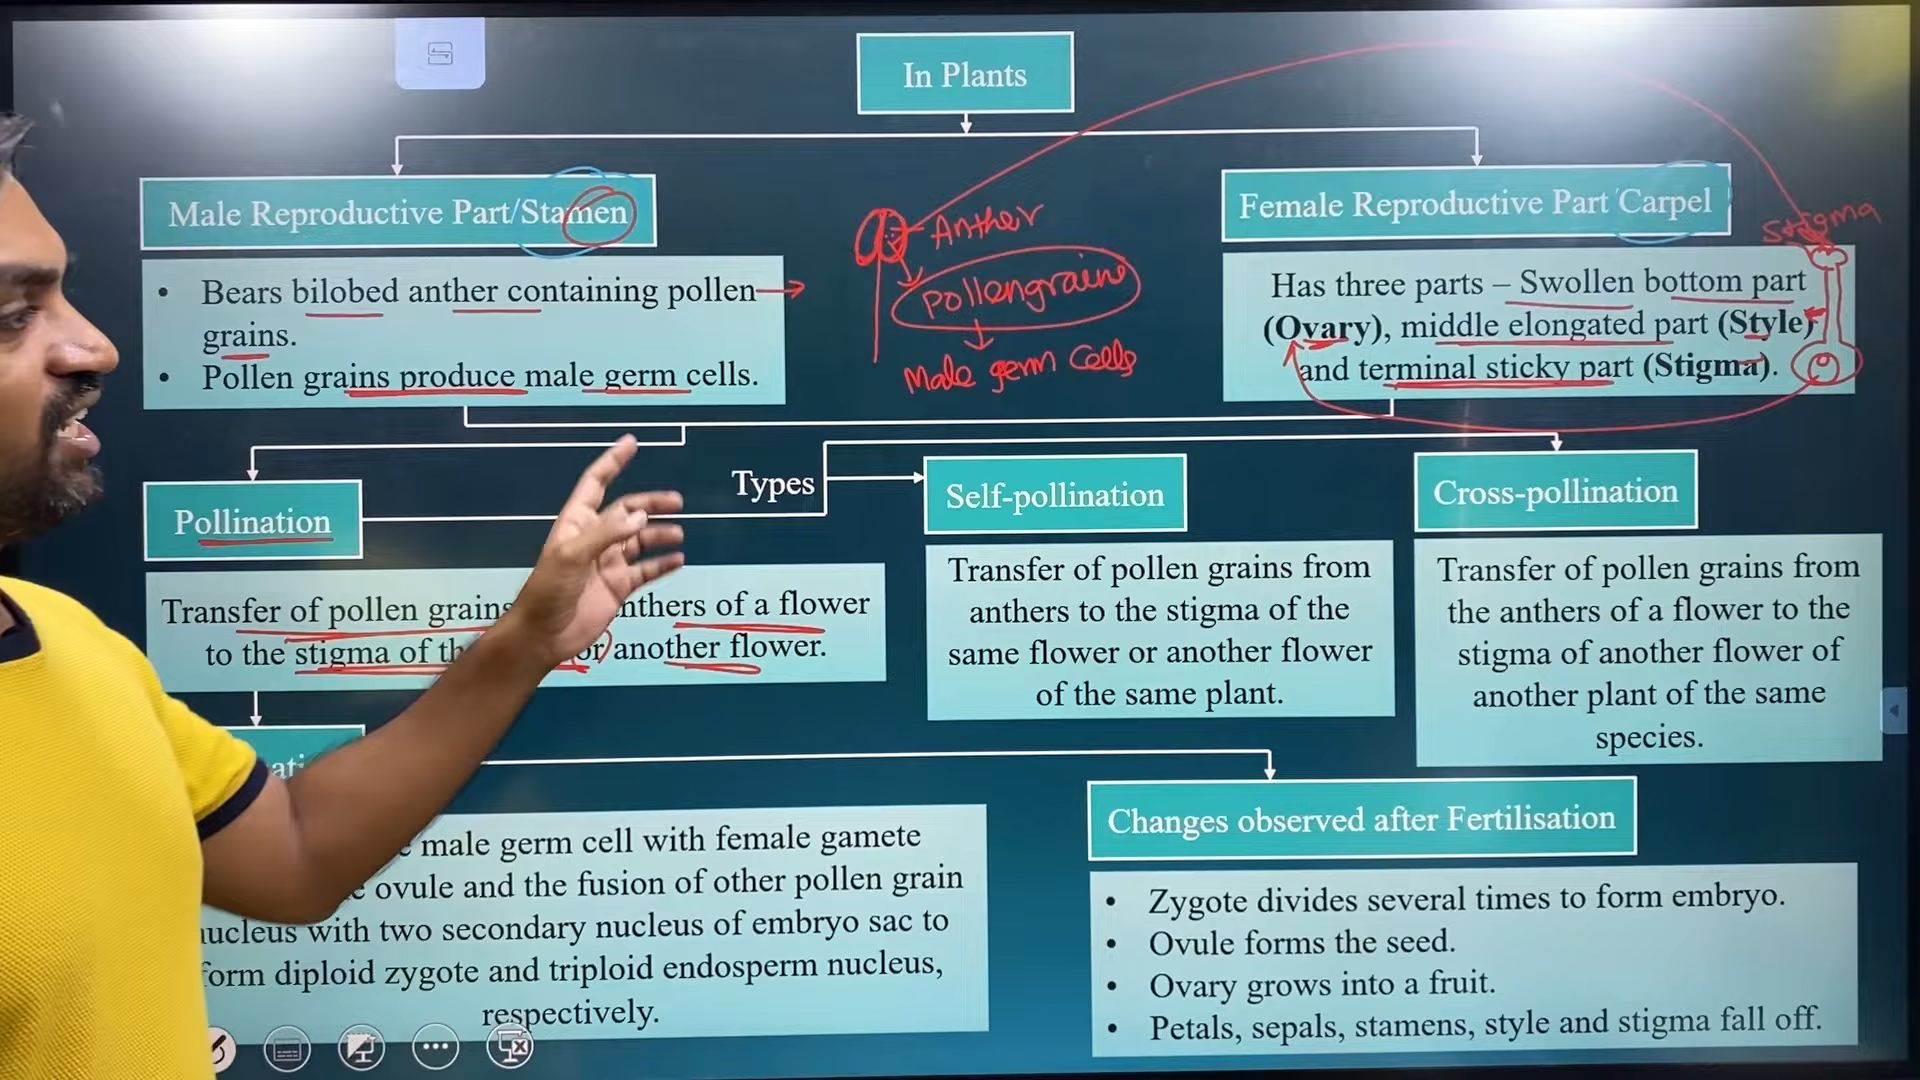 In Plants
Male Reproductive Part/Stamen
• Bears bilobed anther containing pollen
grains.
• Pollen grains produce male germ cells.
Anther
Pollengrains
Male germ Cells
Female Reproductive Part Carpel
Stigma
Has three parts – Swollen bottom part
(Ovary), middle elongated part (Style)
and terminal sticky part (Stigma).
Pollination
Types
Self-pollination
Cross-pollination
Transfer of pollen grains anthers of a flower
to the stigma of or another flower.
Transfer of pollen grains from
anthers to the stigma of the
same flower or another flower
of the same plant.
Transfer of pollen grains from
the anthers of a flower to the
stigma of another flower of
another plant of the same
species.
male germ cell with female gamete
ovule and the fusion of other pollen grain
nucleus with two secondary nucleus of embryo sac to
form diploid zygote and triploid endosperm nucleus,
respectively.
Changes observed after Fertilisation
• Zygote divides several times to form embryo.
• Ovule forms the seed.
• Ovary grows into a fruit.
• Petals, sepals, stamens, style and stigma fall off.